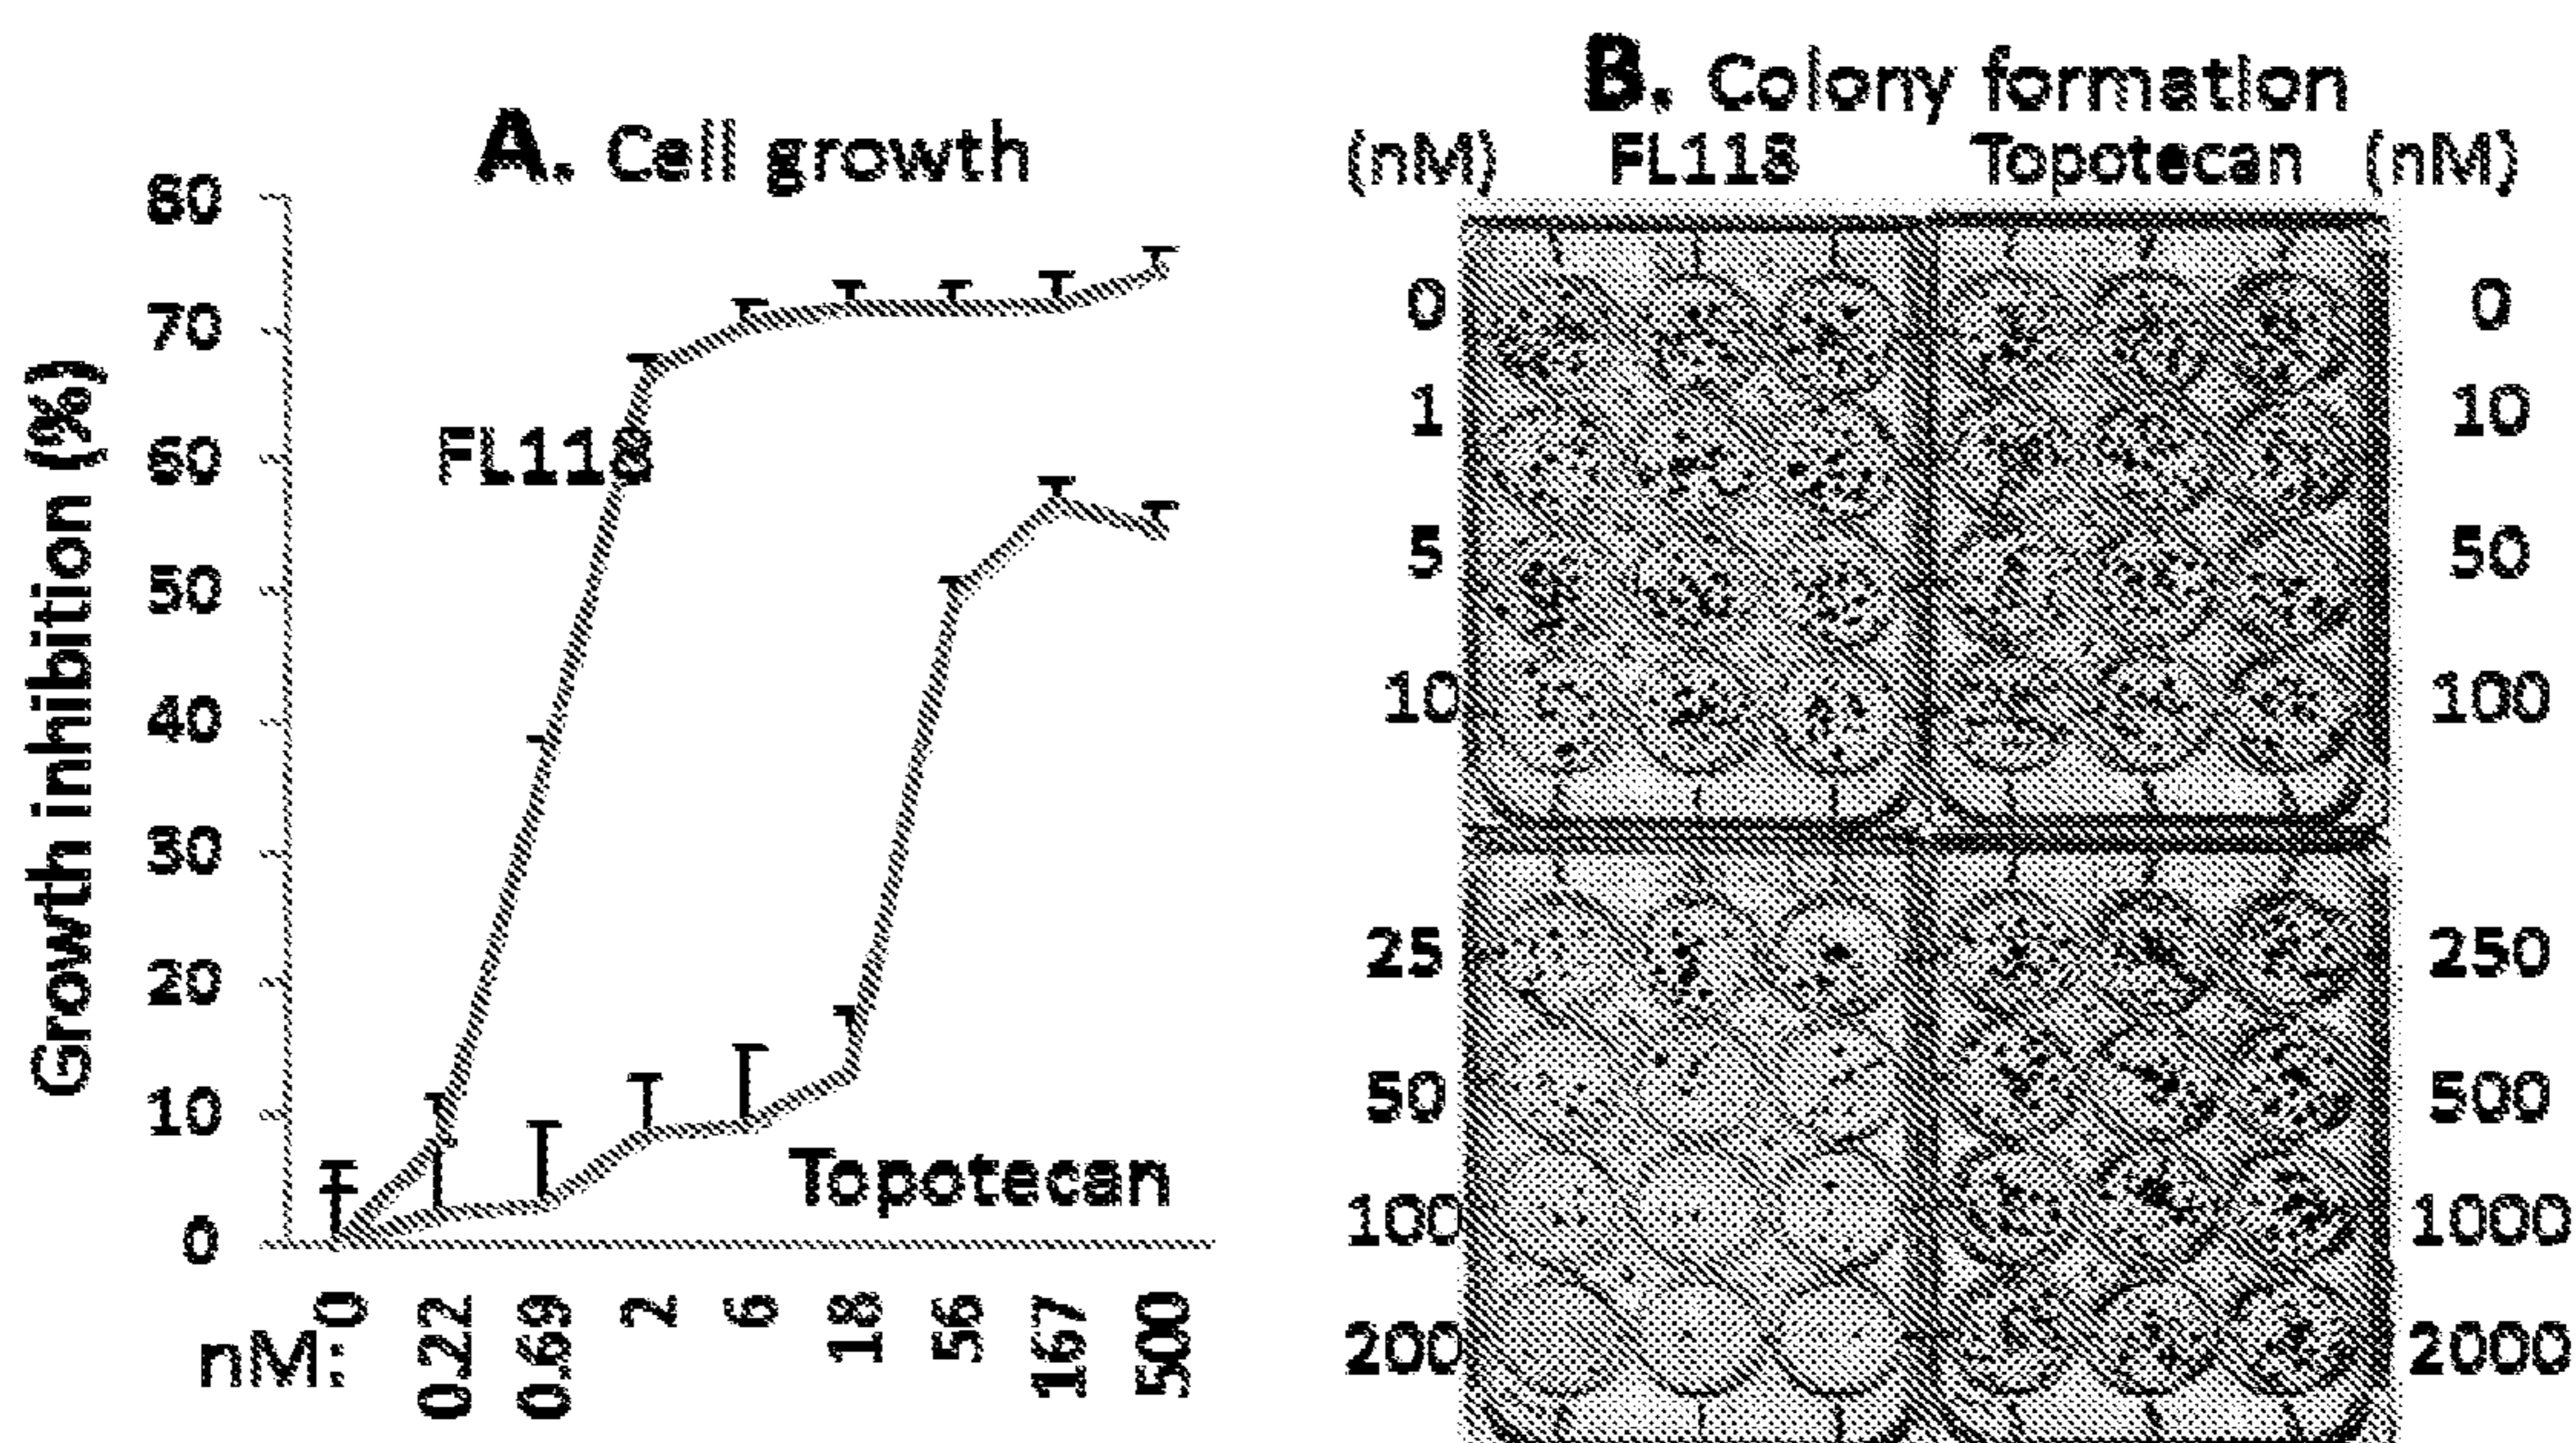 A. Cell growth
Growth inhibition (%)
80
70
60
50
40
30
20
10
0
FL118
Topotecan
nM: 0 0.22 0.69 2 6 18 56 167 500
B. Colony formation
(nM) FL118 Topotecan (nM)
0 0
1 10
5 50
10 100
25 250
50 500
100 1000
200 2000